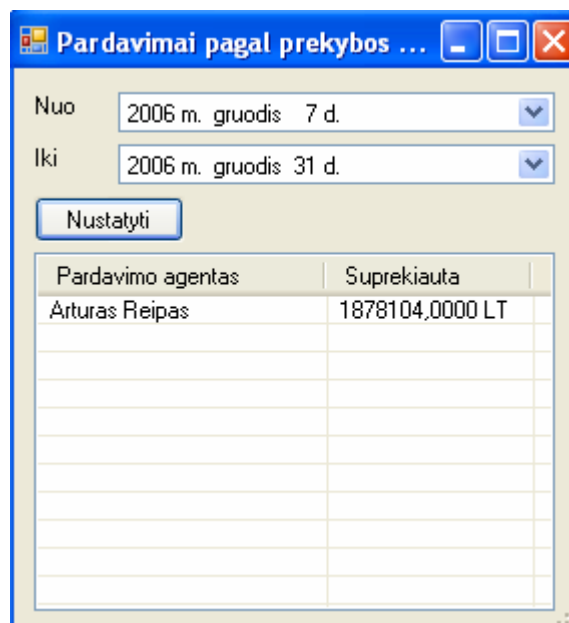 Pardavimai pagal prekybos ...
Nuo 2006 m. gruodis 7 d.
Iki 2006 m. gruodis 31 d.
Nustatyti
Pardavimo agentas Suprekiauta
Arturas Reipas 1878104,0000 LT